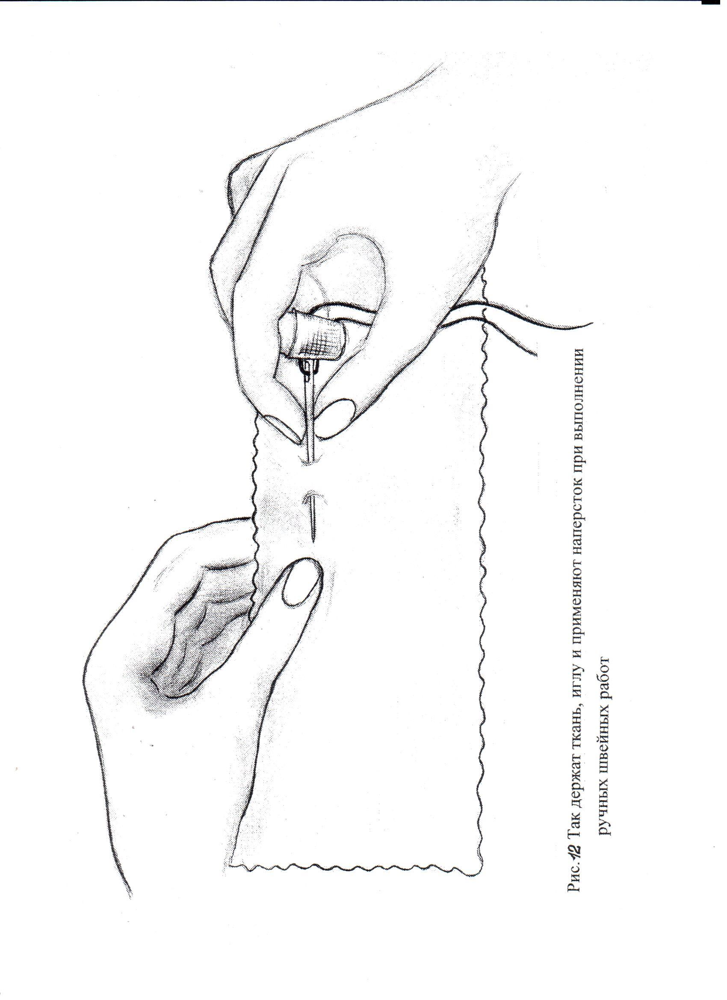 Рис.12 Так держат ткань, иглу и применяют наперсток при выполнении
ручных швейных работ